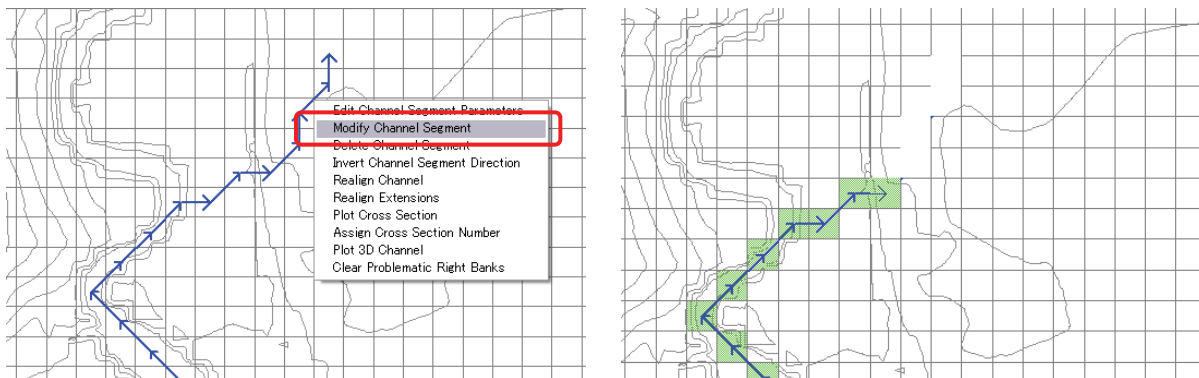 Edit Channel Segment Parameters
Modify Channel Segment
Delete Channel Segment
Invert Channel Segment Direction
Realign Channel
Realign Extensions
Plot Cross Section
Assign Cross Section Number
Plot 3D Channel
Clear Problematic Right Banks